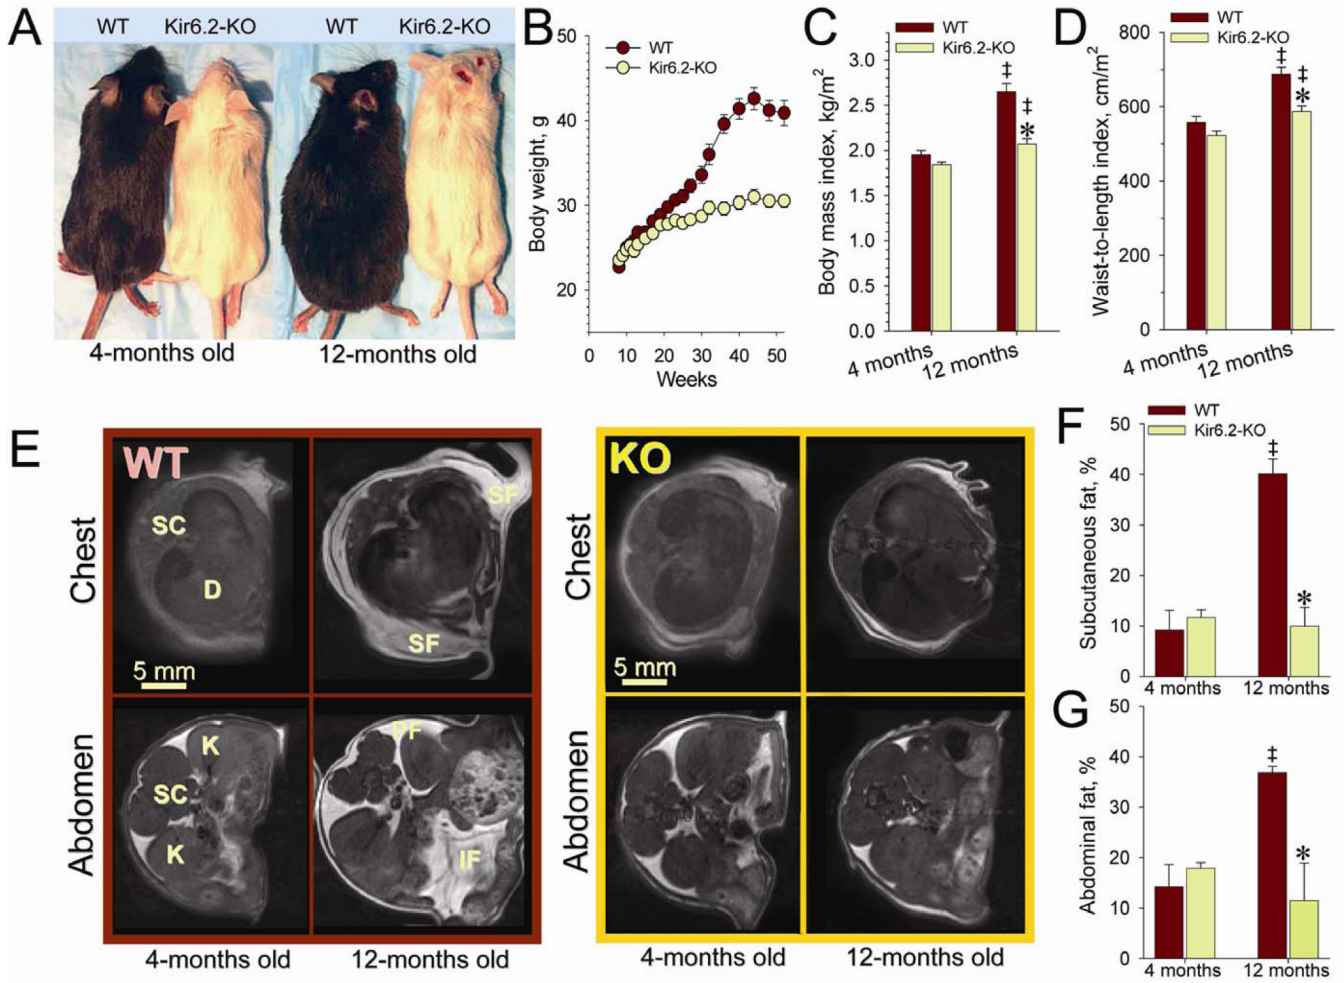 A
WT Kir6.2-KO WT Kir6.2-KO
4-months old 12-months old
B
WT
Kir6.2-KO
Body weight, g
50
40
30
20
0 10 20 30 40 50
Weeks
C
WT
Kir6.2-KO
Body mass index, kg/m²
3.0
2.5
2.0
1.5
1.0
0.5
0.0
‡
‡
*
4 months 12 months
D
WT
Kir6.2-KO
Waist-to-length index, cm/m²
800
600
400
200
0
‡
‡
*
4 months 12 months
E
WT
KO
Chest
SC
D
SF
SF
5 mm
Chest
5 mm
Abdomen
K
SC
K
PF
IF
Abdomen
4-months old 12-months old 4-months old 12-months old
F
WT
Kir6.2-KO
Subcutaneous fat, %
50
40
30
20
10
0
‡
*
4 months 12 months
G
Abdominal fat, %
50
40
30
20
10
0
‡
*
4 months 12 months